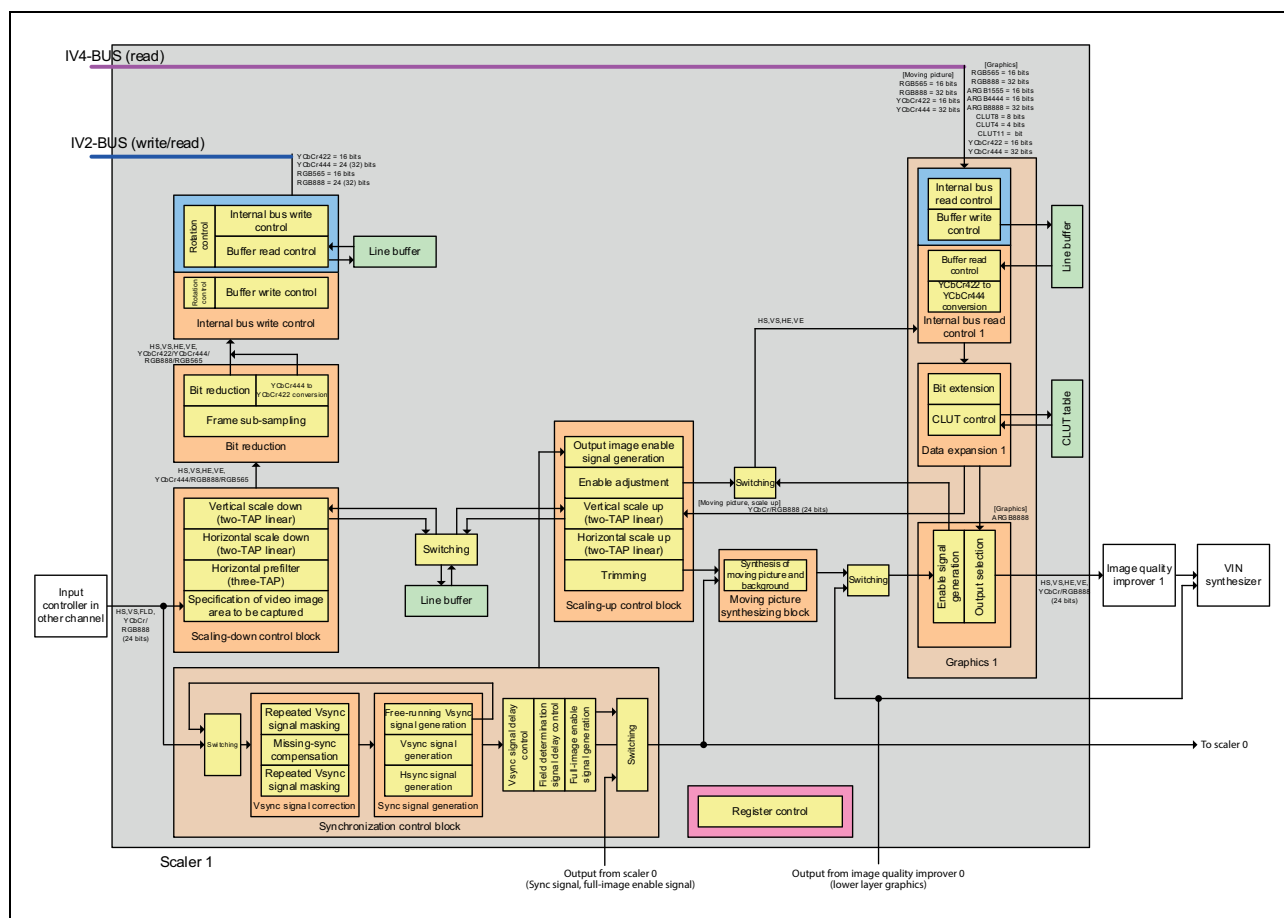 IV4-BUS (read)
[Moving picture]
RGB565 = 16 bits
RGB888 = 32 bits
YCbCr422 = 16 bits
YCbCr444 = 32 bits
[Graphics]
RGB565 = 16 bits
RGB888 = 32 bits
ARGB1555 = 16 bits
ARGB4444 = 16 bits
ARGB8888 = 32 bits
CLUT8 = 8 bits
CLUT4 = 4 bits
CLUT11 = bit
YCbCr422 = 16 bits
YCbCr444 = 32 bits
IV2-BUS (write/read)
YCbCr422 = 16 bits
YCbCr444 = 24 (32) bits
RGB565 = 16 bits
RGB888 = 24 (32) bits
Rotation
control
Internal bus write
control
Buffer read control
Line buffer
Rotation
control
Buffer write control
Internal bus write control
HS,VS,HE,VE,
YCbCr422/YCbCr444/
RGB888/RGB565
Bit reduction
YCbCr444 to
YCbCr422 conversion
Frame sub-sampling
Bit reduction
HS,VS,HE,VE,
YCbCr444/RGB888/RGB565
Vertical scale down
(two-TAP linear)
Horizontal scale down
(two-TAP linear)
Horizontal prefilter
(three-TAP)
Specification of video image
area to be captured
Scaling-down control block
Input
controller in
other channel
HS,VS,FLD,
YCbCr/
RGB888
(24 bits)
Switching
Line buffer
Output image enable
signal generation
Enable adjustment
Vertical scale up
(two-TAP linear)
Horizontal scale up
(two-TAP linear)
Trimming
Scaling-up control block
HS,VS,HE,VE
Switching
[Moving picture, scale up]
YCbCr/RGB888 (24 bits)
Synthesis of
moving picture and
background
Moving picture
synthesizing block
Switching
Internal bus
read control
Buffer write
control
Line buffer
Buffer read
control
YCbCr422 to
YCbCr444
conversion
Internal bus read
control 1
Bit extension
CLUT control
CLUT table
Data expansion 1
[Graphics]
ARGB8888
Enable signal
generation
Output selection
Graphics 1
HS,VS,HE,VE,
YCbCr/RGB888
(24 bits)
Image quality
improver 1
VIN
synthesizer
Switching
Repeated Vsync
signal masking
Missing-sync
compensation
Repeated Vsync
signal masking
Vsync signal correction
Free-running Vsync
signal generation
Vsync signal
generation
Hsync signal
generation
Sync signal generation
Vsync signal delay
control
Field determination
signal delay control
Full-image enable
signal generation
Switching
Synchronization control block
To scaler 0
Register control
Scaler 1
Output from scaler 0
(Sync signal, full-image enable signal)
Output from image quality improver 0
(lower layer graphics)